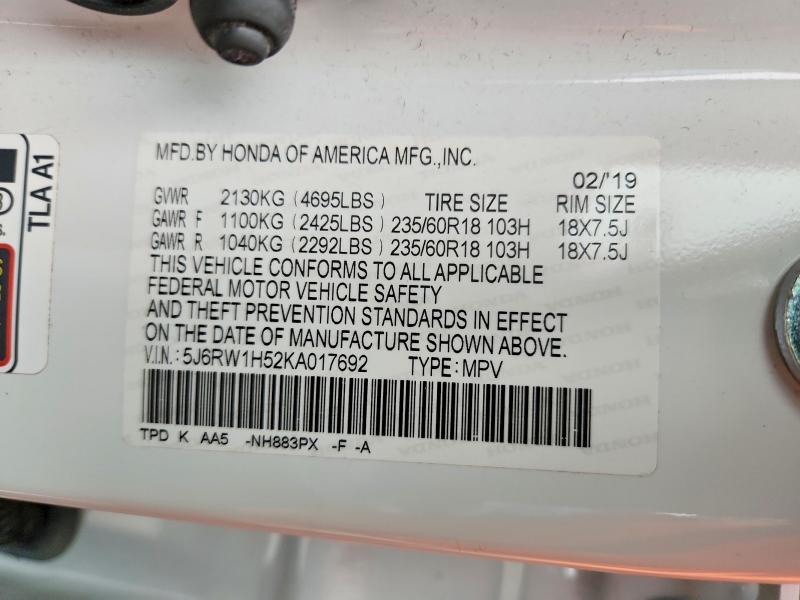 MFD.BY HONDA OF AMERICA MFG.,INC.
02/'19
GVWR 2130KG (4695LBS) TIRE SIZE RIM SIZE
GAWR F 1100KG (2425LBS) 235/60R18 103H 18X7.5J
GAWR R 1040KG (2292LBS) 235/60R18 103H 18X7.5J
THIS VEHICLE CONFORMS TO ALL APPLICABLE
FEDERAL MOTOR VEHICLE SAFETY
AND THEFT PREVENTION STANDARDS IN EFFECT
ON THE DATE OF MANUFACTURE SHOWN ABOVE.
V.I.N.: 5J6RW1H52KA017692 TYPE: MPV
TPD K AA5 -NH883PX -F -A
TLA A1